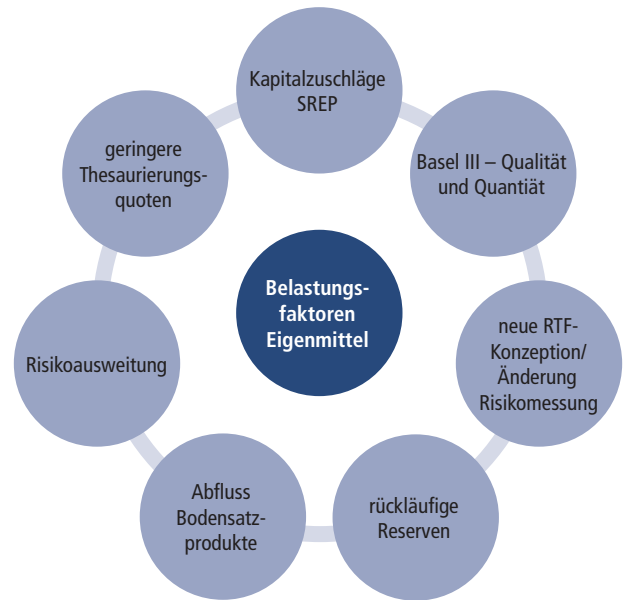 Kapitalzuschläge
SREP
Basel III – Qualität
und Quantiät
neue RTF-
Konzeption/
Änderung
Risikomessung
rückläufige
Reserven
Abfluss
Bodensatz-
produkte
Risikoausweitung
geringere
Thesaurierungs-
quoten
Belastungs-
faktoren
Eigenmittel